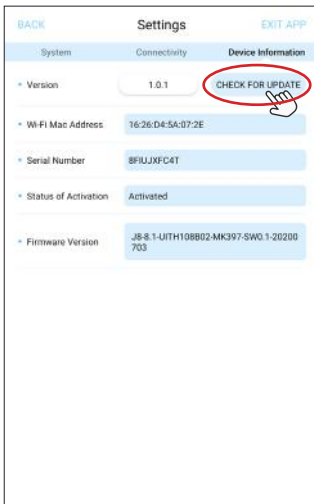 BACK Settings EXIT APP
System Connectivity Device Information
• Version 1.0.1 CHECK FOR UPDATE
• Wi-Fi Mac Address 16:26:D4:5A:07:2E
• Serial Number 8FIUJXFC4T
• Status of Activation Activated
• Firmware Version J8-8.1-UITH108B02-MK397-SW0.1-20200
703